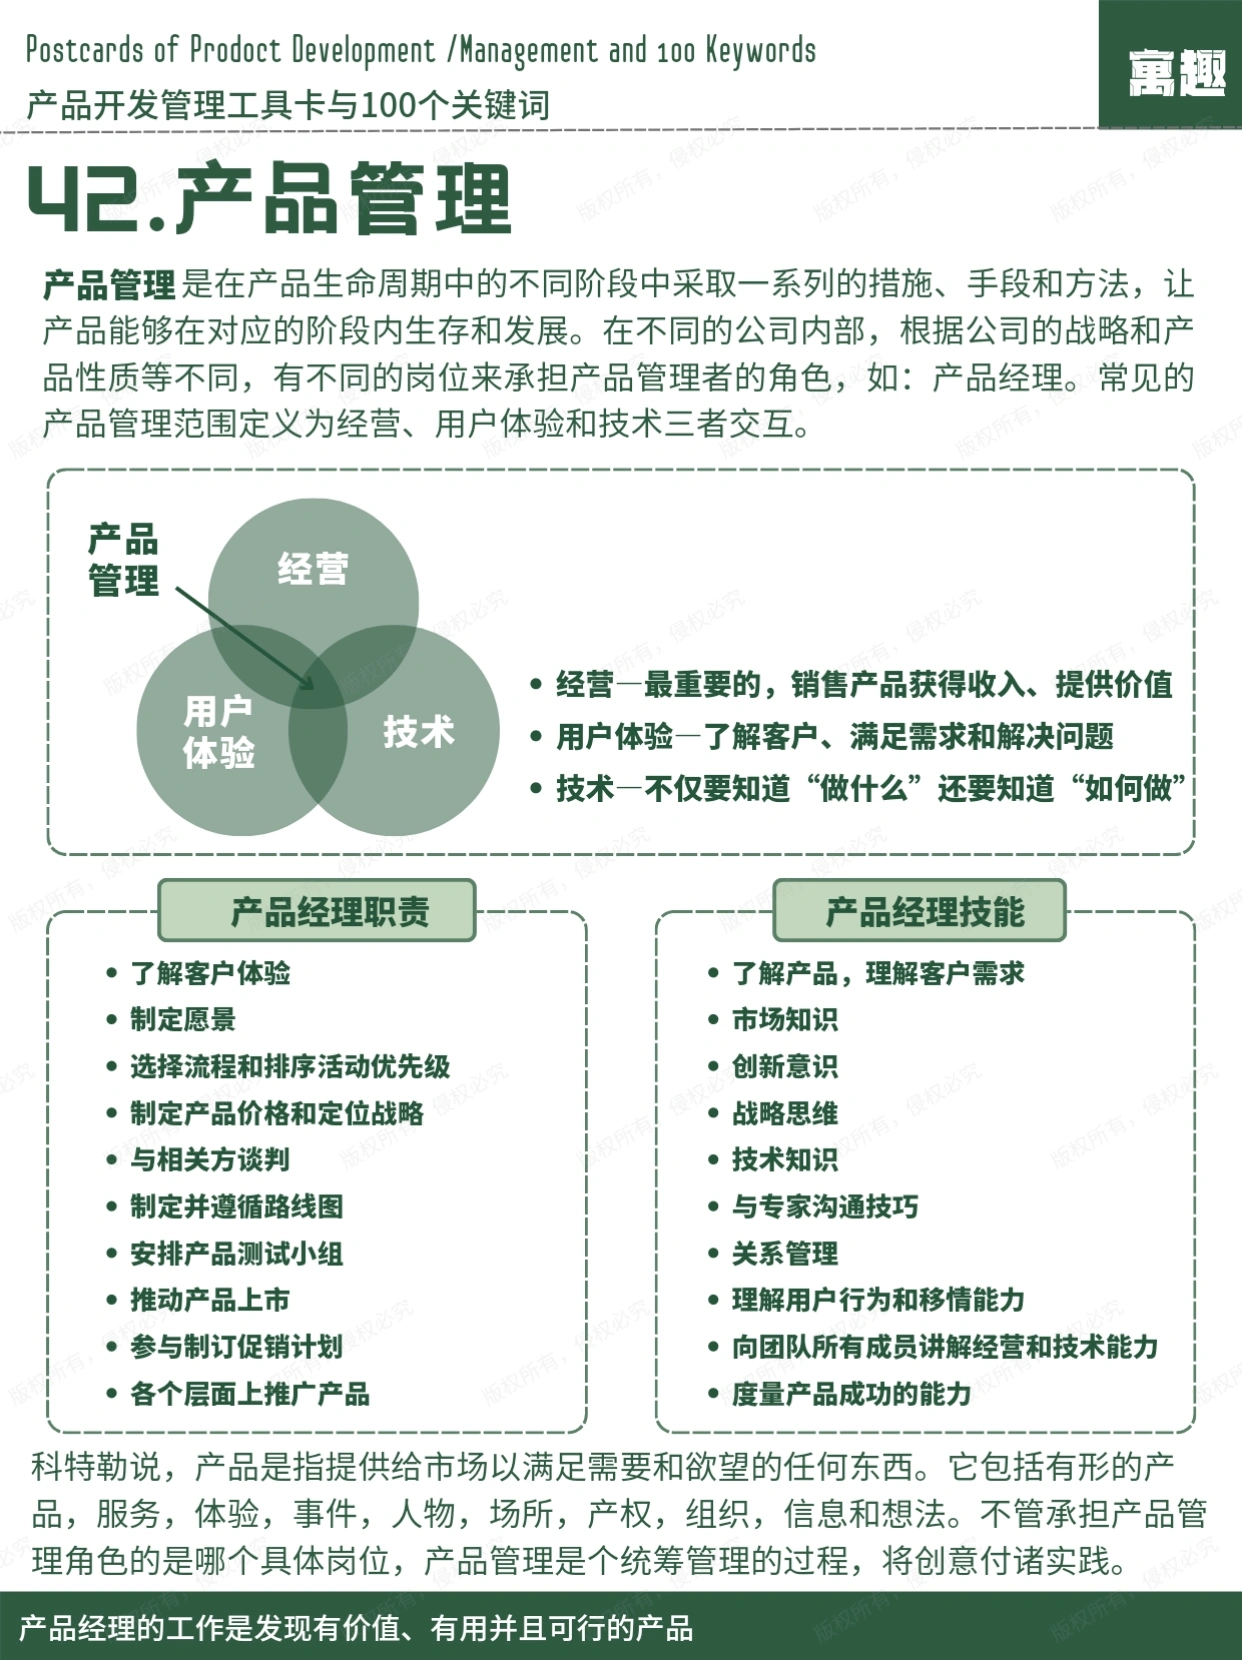 Postcards of Prodoct Development /Management and 100 Keywords
产品开发管理工具卡与100个关键词
寓趣
42.产品管理
产品管理是在产品生命周期中的不同阶段中采取一系列的措施、手段和方法，让
产品能够在对应的阶段内生存和发展。在不同的公司内部，根据公司的战略和产
品性质等不同，有不同的岗位来承担产品管理者的角色，如：产品经理。常见的
产品管理范围定义为经营、用户体验和技术三者交互。
产品
管理
经营
用户
体验
技术
• 经营—最重要的，销售产品获得收入、提供价值
• 用户体验—了解客户、满足需求和解决问题
• 技术—不仅要知道“做什么”还要知道“如何做”
产品经理职责
• 了解客户体验
• 制定愿景
• 选择流程和排序活动优先级
• 制定产品价格和定位战略
• 与相关方谈判
• 制定并遵循路线图
• 安排产品测试小组
• 推动产品上市
• 参与制订促销计划
• 各个层面上推广产品
产品经理技能
• 了解产品，理解客户需求
• 市场知识
• 创新意识
• 战略思维
• 技术知识
• 与专家沟通技巧
• 关系管理
• 理解用户行为和移情能力
• 向团队所有成员讲解经营和技术能力
• 度量产品成功的能力
科特勒说，产品是指提供给市场以满足需要和欲望的任何东西。它包括有形的产
品，服务，体验，事件，人物，场所，产权，组织，信息和想法。不管承担产品管
理角色的是哪个具体岗位，产品管理是个统筹管理的过程，将创意付诸实践。
产品经理的工作是发现有价值、有用并且可行的产品
版权所有，侵权必究